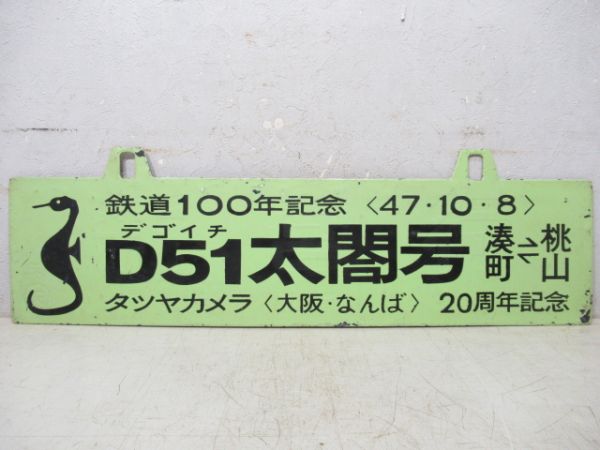 鉄道100年記念〈47・10・8〉
デゴイチ
D51太閤号 湊町⇌桃山
タツヤカメラ〈大阪・なんば〉20周年記念